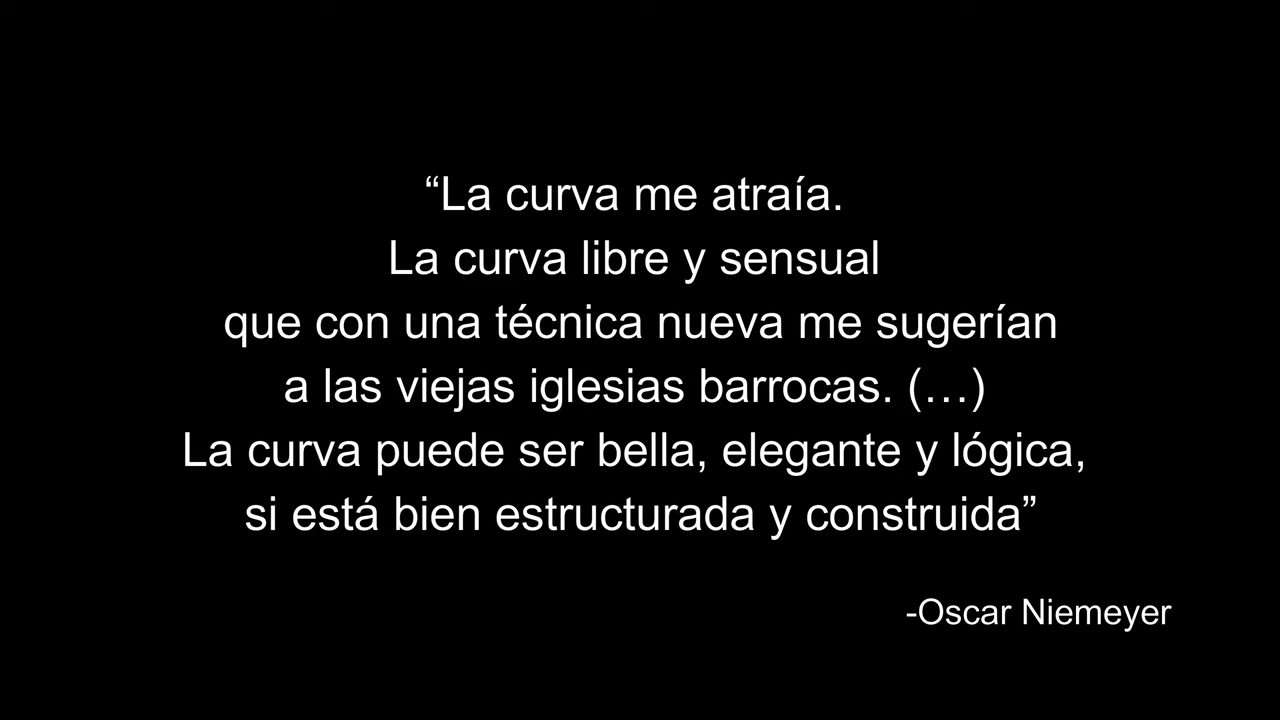 “La curva me atraía.
La curva libre y sensual
que con una técnica nueva me sugerían
a las viejas iglesias barrocas. (…)
La curva puede ser bella, elegante y lógica,
si está bien estructurada y construida”
-Oscar Niemeyer